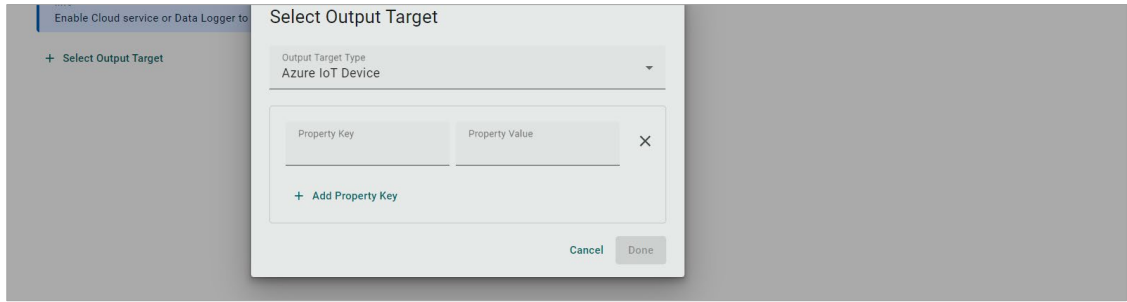 Enable Cloud service or Data Logger to
+ Select Output Target
Select Output Target
Output Target Type
Azure IoT Device
Property Key Property Value
+ Add Property Key
Cancel Done